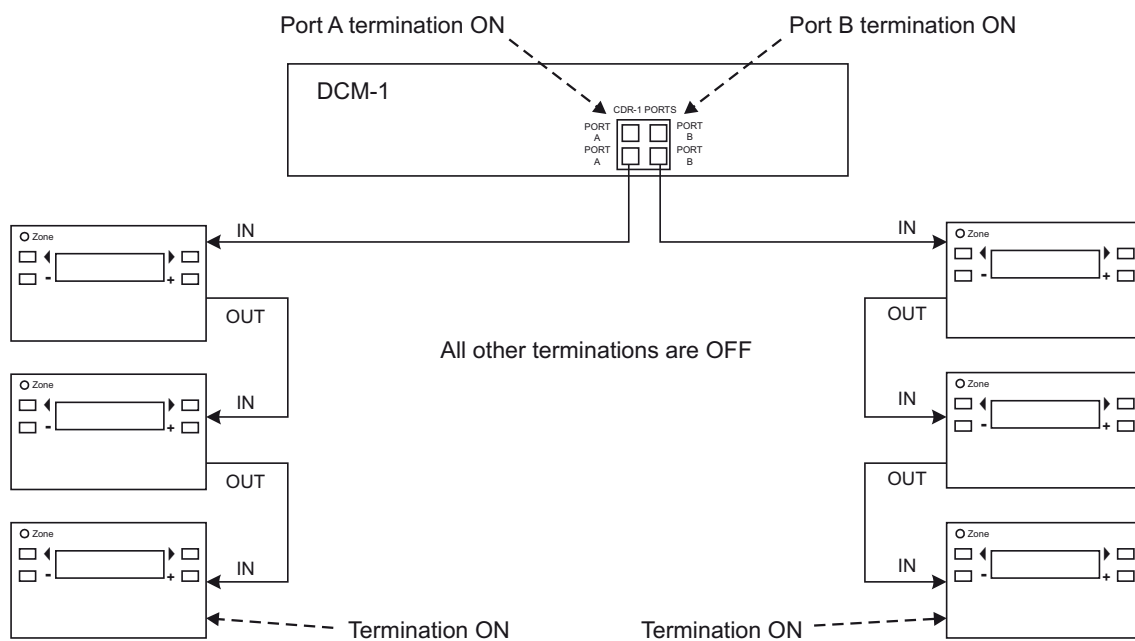 Port A termination ON
Port B termination ON
DCM-1
CDR-1 PORTS
PORT A
PORT B
PORT A
PORT B
IN
IN
Zone
- +
Zone
- +
OUT
OUT
All other terminations are OFF
Zone
IN
- +
Zone
IN
- +
OUT
OUT
Zone
IN
- +
Zone
IN
- +
Termination ON
Termination ON